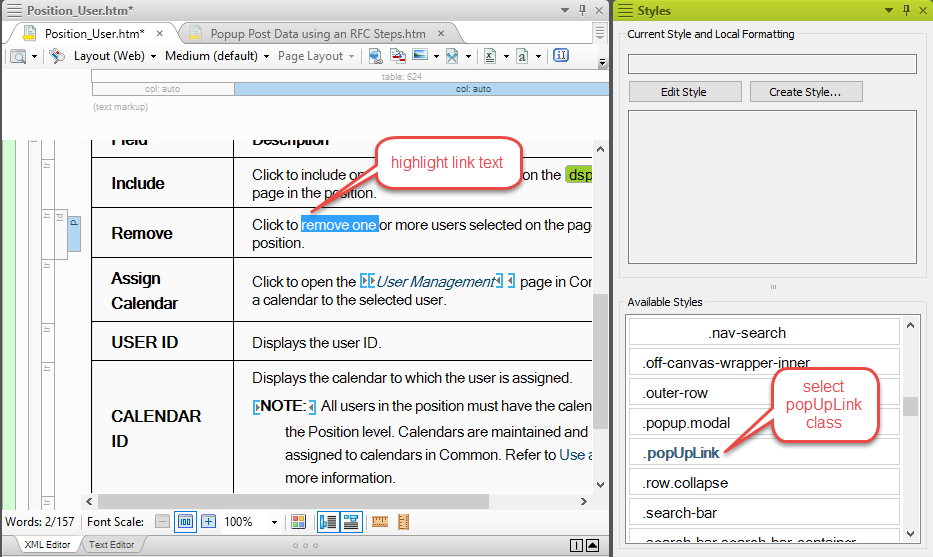 Position_User.htm*
Position_User.htm*
Popup Post Data using an RFC Steps.htm
Layout (Web)
Medium (default)
Page Layout
table: 624
col: auto
col: auto
(text markup)
Field
Description
Include
Click to include on
on the
dsp
page in the position.
highlight link text
Remove
Click to remove one or more users selected on the pag
position.
Assign
Calendar
Click to open the User Management page in Con
a calendar to the selected user.
USER ID
Displays the user ID.
CALENDAR
ID
Displays the calendar to which the user is assigned.
NOTE: All users in the position must have the calen
the Position level. Calendars are maintained and
assigned to calendars in Common. Refer to Use a
more information.
Words: 2/157
Font Scale:
100%
XML Editor
Text Editor
Styles
Current Style and Local Formatting
Edit Style
Create Style...
Available Styles
.nav-search
.off-canvas-wrapper-inner
.outer-row
.popup.modal
.popUpLink
.row.collapse
.search-bar
.search-bar.search-bar-container
select
popUpLink
class